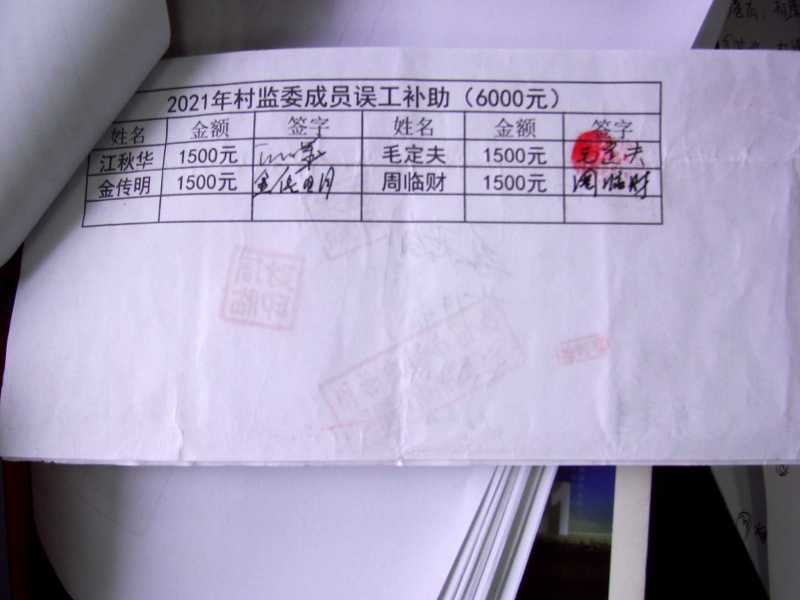 2021年村监委成员误工补助（6000元）
姓名 金额 签字 姓名 金额 签字
江秋华 1500元 毛定夫 1500元 毛定夫
金传明 1500元 金传明 周临财 1500元 周临财